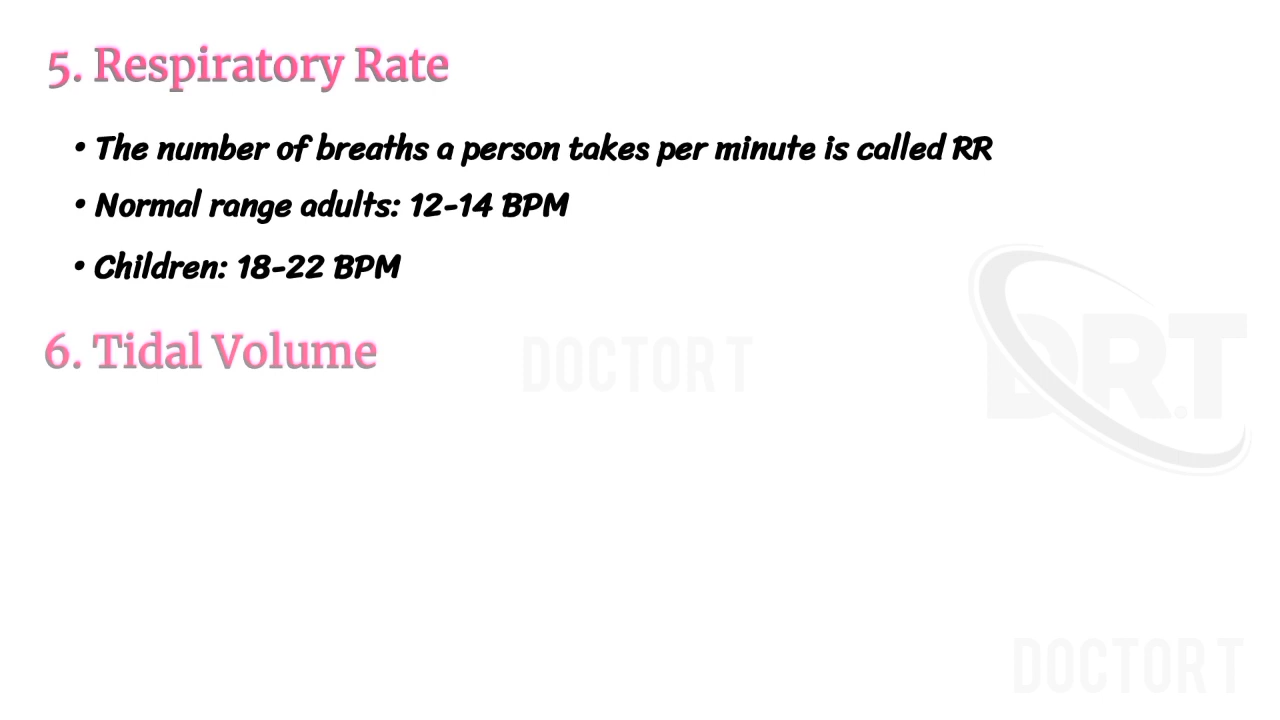 5. Respiratory Rate
• The number of breaths a person takes per minute is called RR
• Normal range adults: 12-14 BPM
• Children: 18-22 BPM
6. Tidal Volume
DOCTOR T
DR.T
DOCTOR T